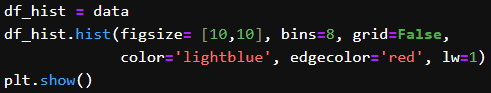 df_hist = data
df_hist.hist(figsize= [10,10], bins=8, grid=False,
             color='lightblue', edgecolor='red', lw=1)
plt.show()